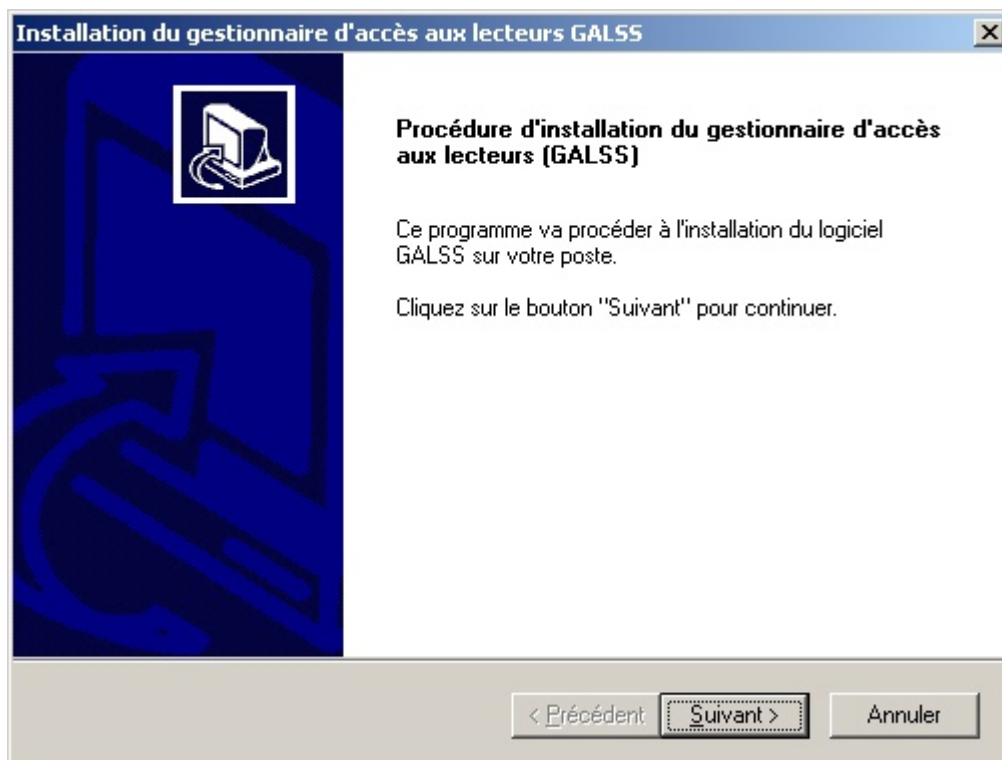 Installation du gestionnaire d'accès aux lecteurs GALSS
Procédure d'installation du gestionnaire d'accès
aux lecteurs (GALSS)
Ce programme va procéder à l'installation du logiciel
GALSS sur votre poste.
Cliquez sur le bouton "Suivant" pour continuer.
< Précédent
Suivant >
Annuler